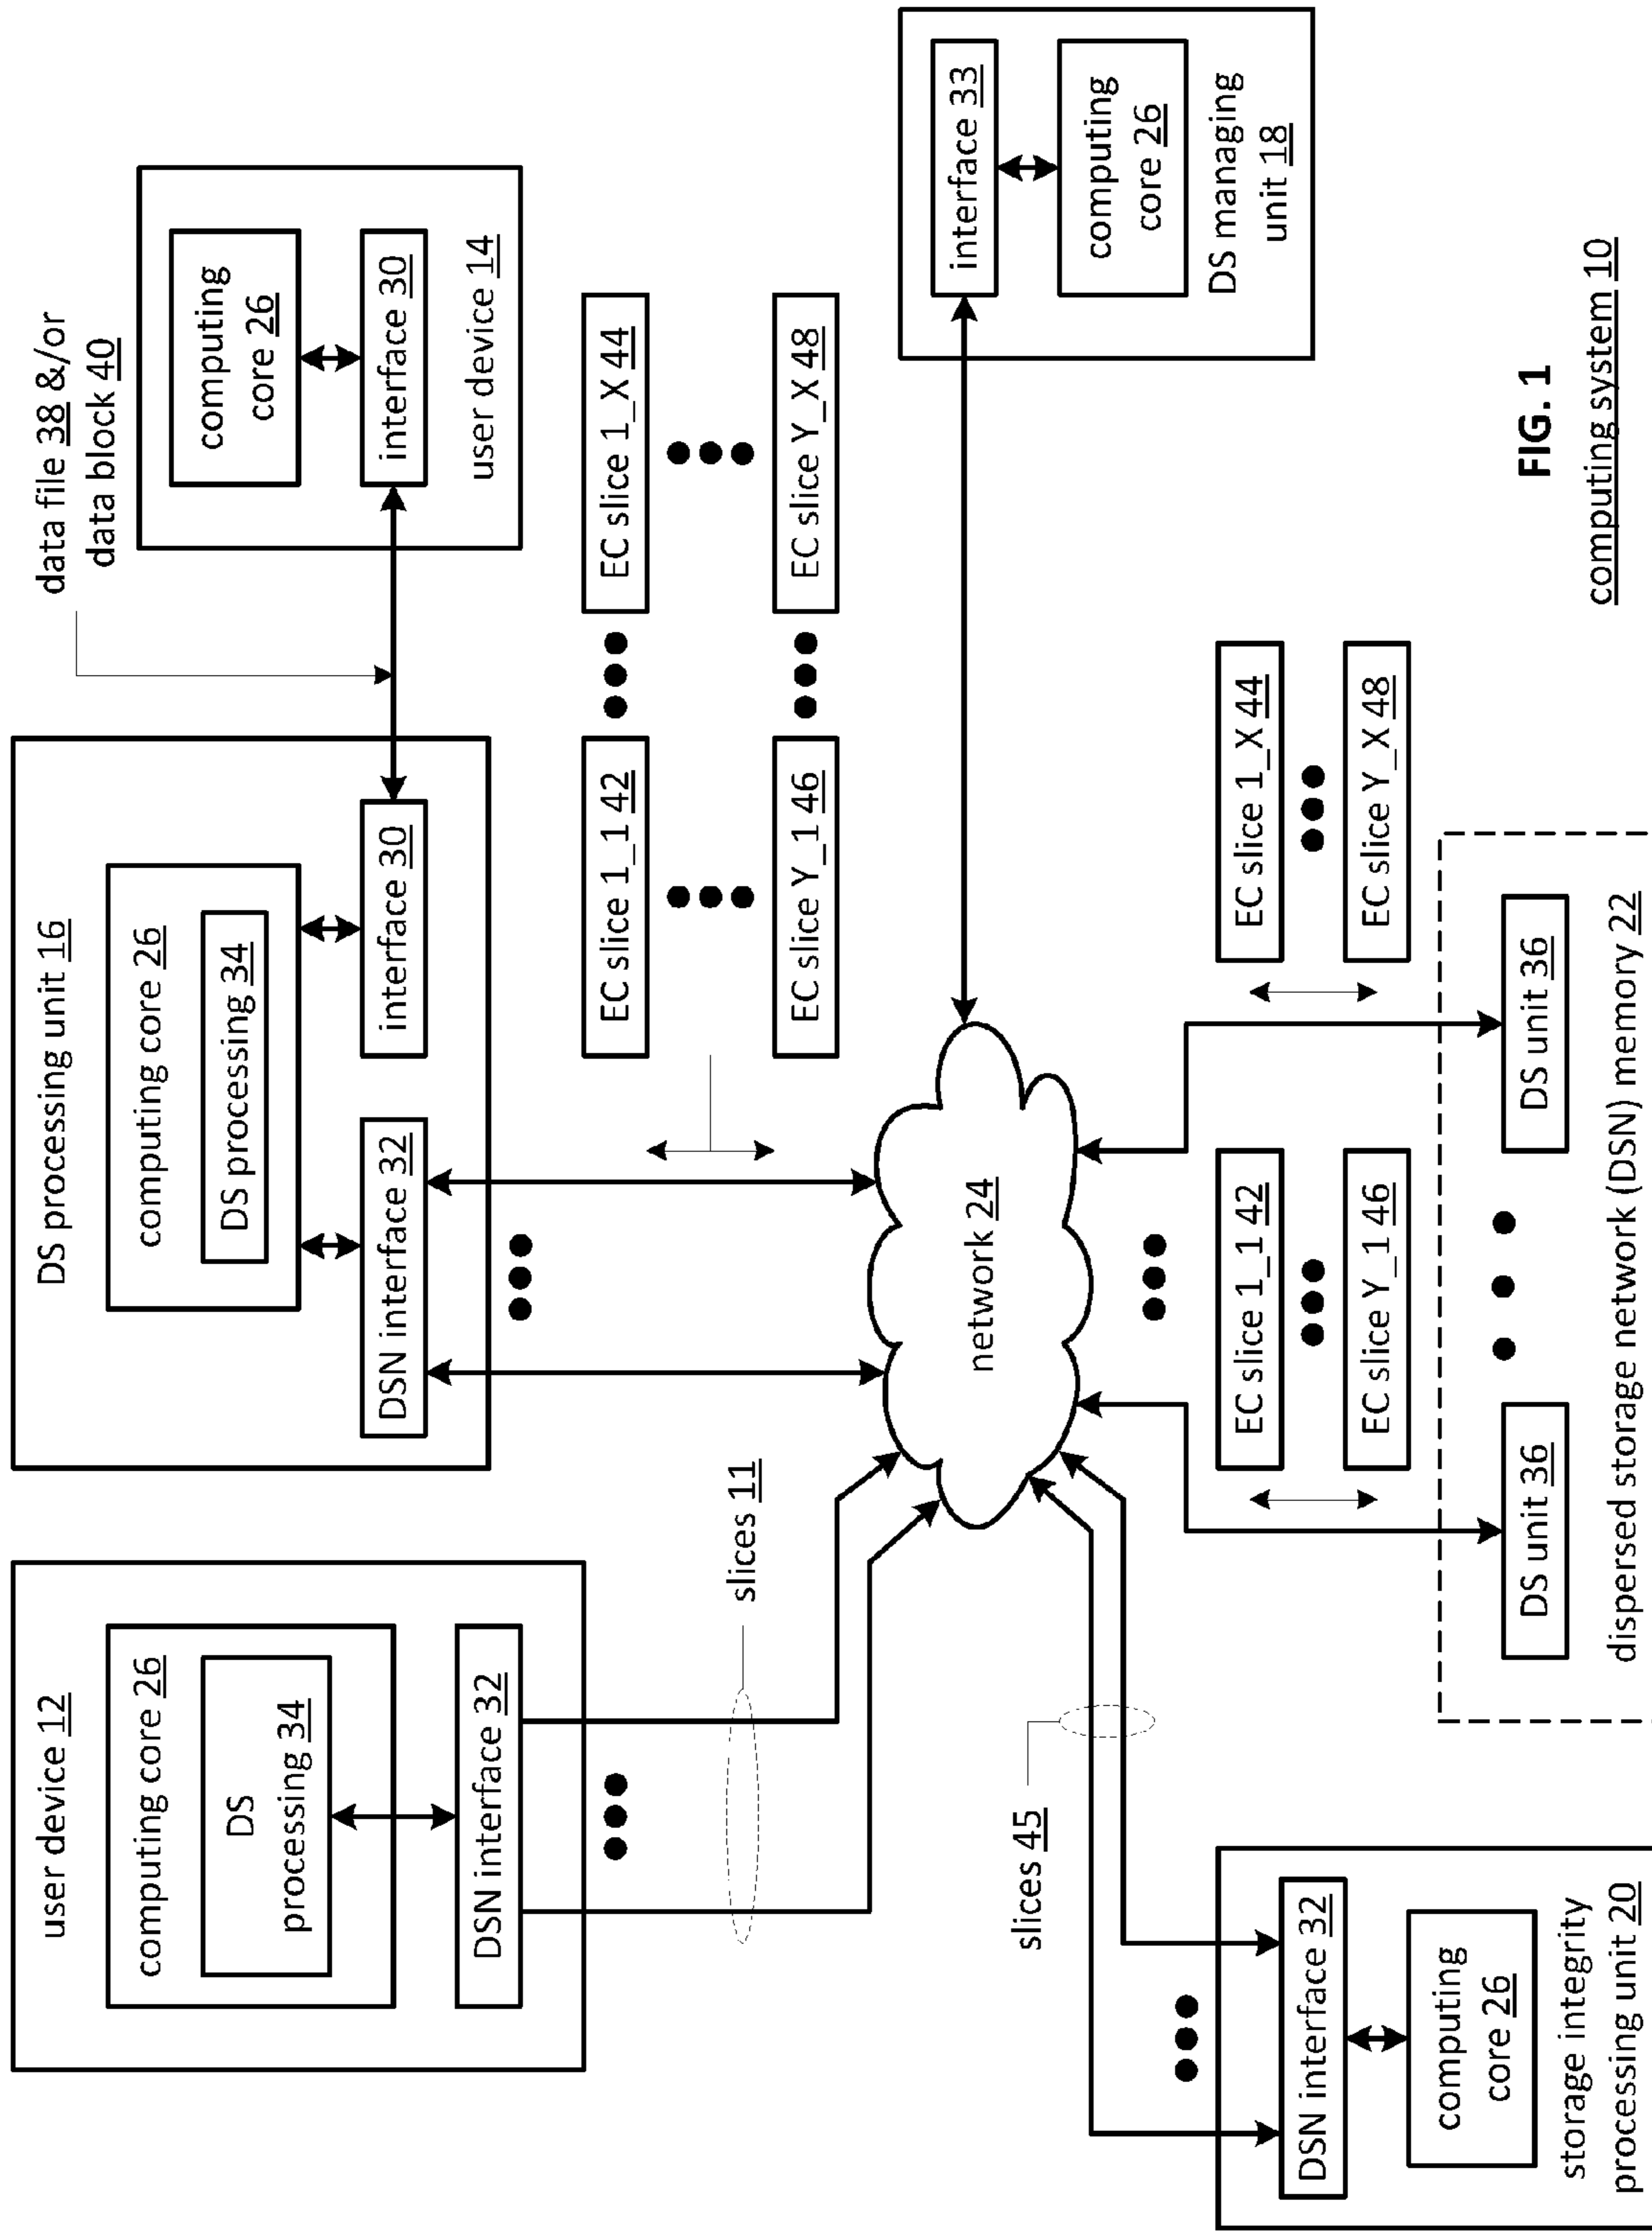 user device 12
computing core 26
DS
processing 34
DSN interface 32
slices 11
DS processing unit 16
computing core 26
DS processing 34
DSN interface 32
interface 30
data file 38 &/or
data block 40
computing
core 26
interface 30
user device 14
EC slice 1_1 42
EC slice 1_X 44
EC slice Y_1 46
EC slice Y_X 48
network 24
interface 33
computing
core 26
DS managing
unit 18
slices 45
DSN interface 32
computing
core 26
storage integrity
processing unit 20
EC slice 1_1 42
EC slice Y_1 46
EC slice 1_X 44
EC slice Y_X 48
DS unit 36
DS unit 36
dispersed storage network (DSN) memory 22
FIG. 1
computing system 10